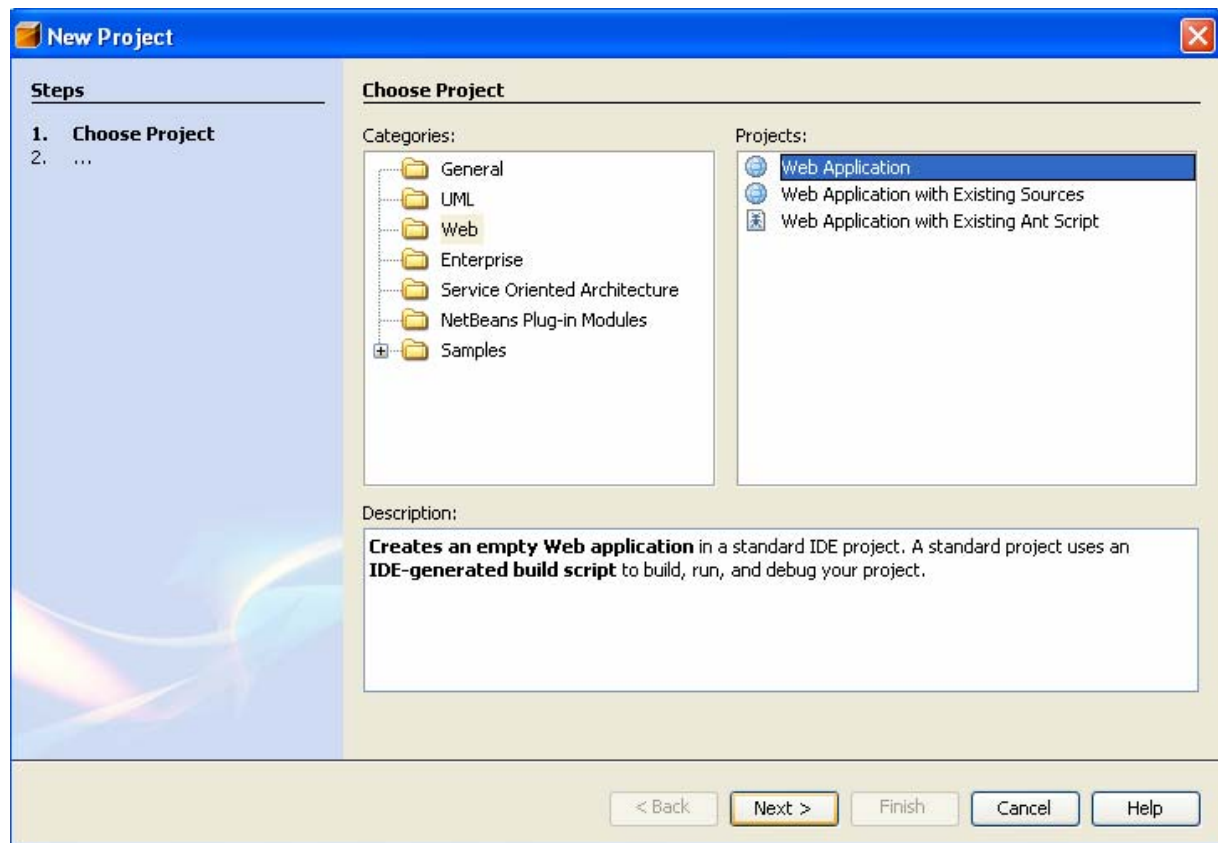 New Project
Steps
1. Choose Project
2. ...
Choose Project
Categories:
General
UML
Web
Enterprise
Service Oriented Architecture
NetBeans Plug-in Modules
Samples
Projects:
Web Application
Web Application with Existing Sources
Web Application with Existing Ant Script
Description:
Creates an empty Web application in a standard IDE project. A standard project uses an
IDE-generated build script to build, run, and debug your project.
< Back
Next >
Finish
Cancel
Help